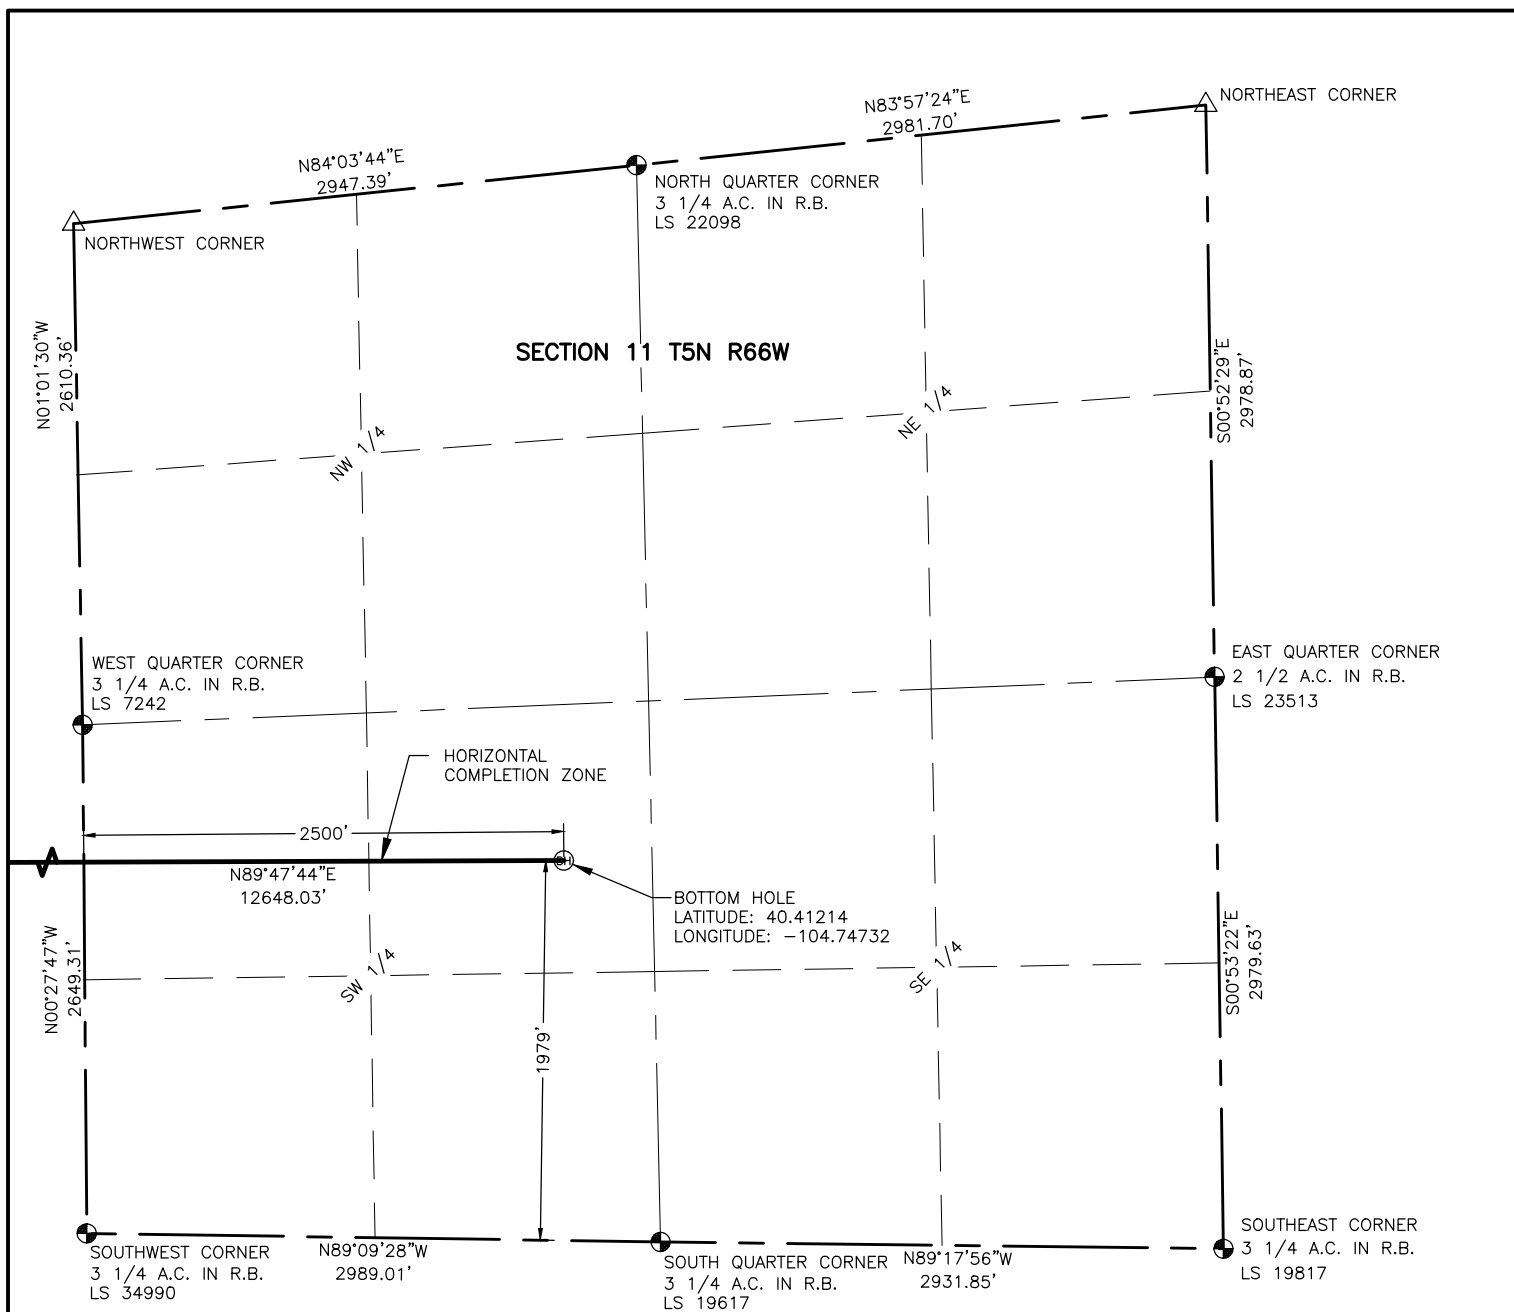 N83°57'24"E
2981.70'
NORTHEAST CORNER
N84°03'44"E
2947.39'
NORTH QUARTER CORNER
3 1/4 A.C. IN R.B.
LS 22098
NORTHWEST CORNER
N01°01'30"W
2610.36'
SECTION 11 T5N R66W
S00°52'29"E
2978.87'
NW 1/4
NE 1/4
WEST QUARTER CORNER
3 1/4 A.C. IN R.B.
LS 7242
EAST QUARTER CORNER
2 1/2 A.C. IN R.B.
LS 23513
HORIZONTAL
COMPLETION ZONE
2500'
BH
N89°47'44"E
12648.03'
BOTTOM HOLE
LATITUDE: 40.41214
LONGITUDE: -104.74732
N00°27'47"W
2649.31'
SW 1/4
SE 1/4
S00°53'22"E
2979.63'
1979'
SOUTHWEST CORNER
3 1/4 A.C. IN R.B.
LS 34990
N89°09'28"W
2989.01'
SOUTH QUARTER CORNER
3 1/4 A.C. IN R.B.
LS 19617
N89°17'56"W
2931.85'
SOUTHEAST CORNER
3 1/4 A.C. IN R.B.
LS 19817